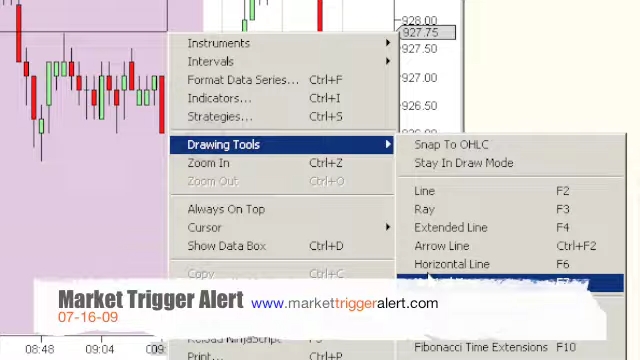 928.00
927.75
927.50
927.00
926.50
Instruments
Intervals
Format Data Series... Ctrl+F
Indicators... Ctrl+I
Strategies... Ctrl+S
Drawing Tools
Zoom In Ctrl+Z
Zoom Out Ctrl+O
Always On Top
Cursor
Show Data Box Ctrl+D
Copy Ctrl+C
Reload NinjaScript
Print...
Snap To OHLC
Stay In Draw Mode
Line F2
Ray F3
Extended Line F4
Arrow Line Ctrl+F2
Horizontal Line F6
Fibonacci Time Extensions F10
Market Trigger Alert www.markettriggeralert.com
07-16-09
08:48 09:04